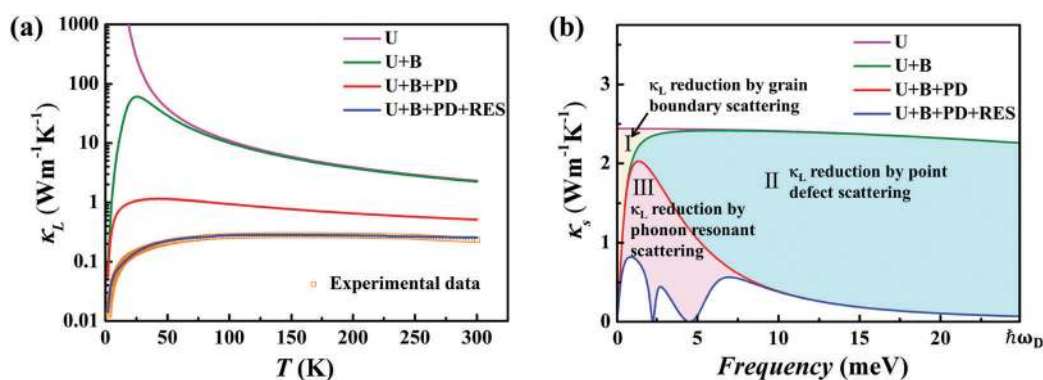 (a)
1000
100
10
1
0.1
0.01
κL (Wm⁻¹K⁻¹)
U
U+B
U+B+PD
U+B+PD+RES
Experimental data
0
50
100
150
200
250
300
T (K)
(b)
3
2
1
0
κs (Wm⁻¹K⁻¹)
U
U+B
U+B+PD
U+B+PD+RES
κL reduction by grain
boundary scattering
I
II
κL reduction by point
defect scattering
III
κL reduction by
phonon resonant
scattering
0
5
10
15
20
ħωD
Frequency (meV)